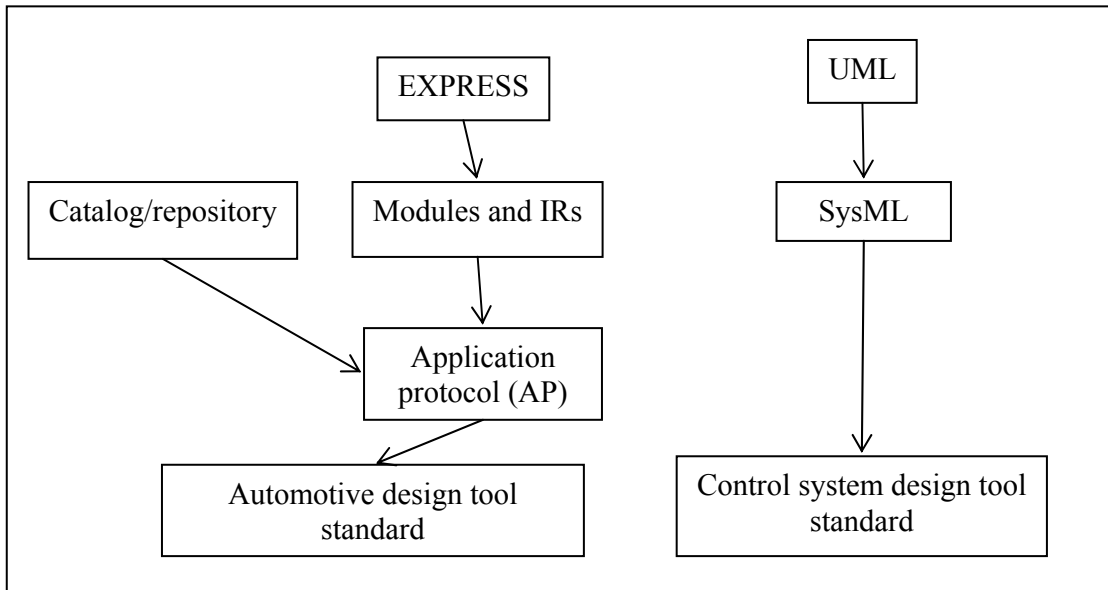 EXPRESS
UML
Catalog/repository
Modules and IRs
SysML
Application
protocol (AP)
Automotive design tool
standard
Control system design tool
standard